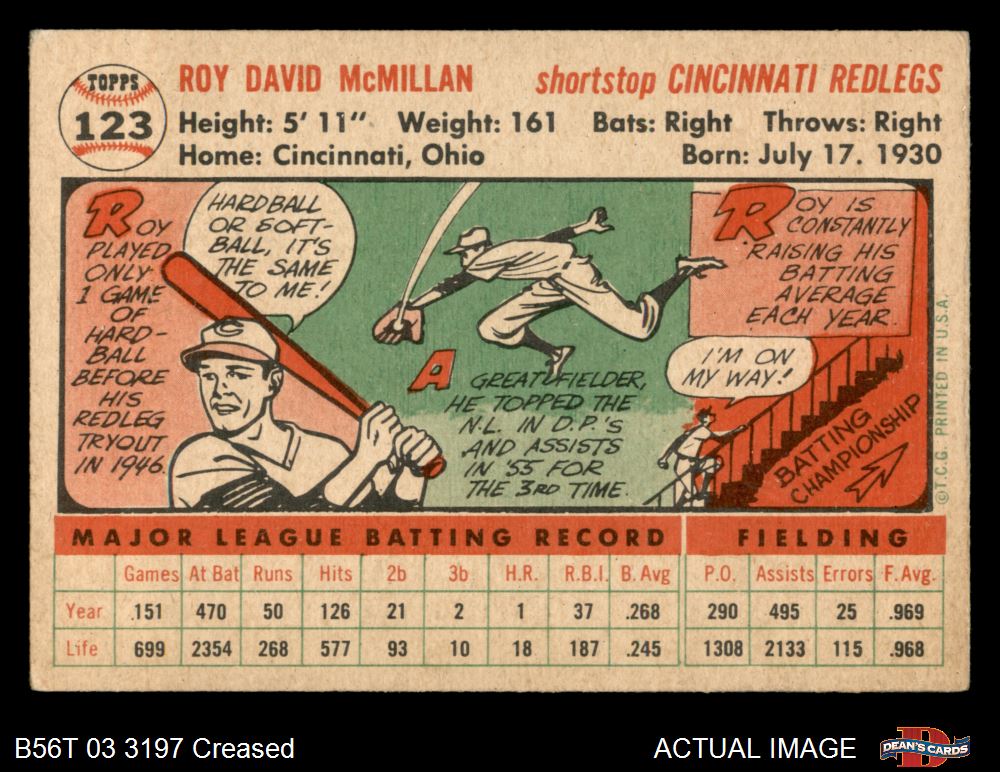 TOPPS
123
ROY DAVID McMILLAN
shortstop CINCINNATI REDLEGS
Height: 5' 11" Weight: 161 Bats: Right Throws: Right
Home: Cincinnati, Ohio Born: July 17. 1930
ROY
PLAYED
ONLY
1 GAME
OF
HARD-
BALL
BEFORE
HIS
REDLEG
TRYOUT
IN 1946.
HARDBALL
OR SOFT-
BALL, IT'S
THE SAME
TO ME!
C
A GREAT FIELDER,
HE TOPPED THE
N.L. IN D.P.'S
AND ASSISTS
IN '55 FOR
THE 3RD TIME.
ROY IS
CONSTANTLY
RAISING HIS
BATTING
AVERAGE
EACH YEAR.
I'M ON
MY WAY!
BATTING
CHAMPIONSHIP
©T.C.G. PRINTED IN U.S.A.
MAJOR LEAGUE BATTING RECORD FIELDING
Games At Bat Runs Hits 2b 3b H.R. R.B.I. B. Avg P.O. Assists Errors F. Avg.
Year 151 470 50 126 21 2 1 37 .268 290 495 25 .969
Life 699 2354 268 577 93 10 18 187 .245 1308 2133 115 .968
B56T 03 3197 Creased
ACTUAL IMAGE
D
DEAN'S CARDS